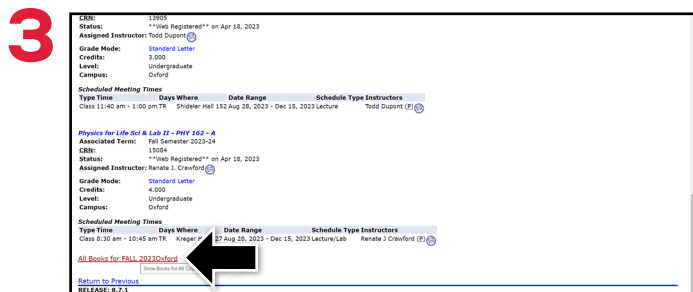 3
CRN: 13905
Status: **Web Registered** on Apr 18, 2023
Assigned Instructor: Todd Dupont
Grade Mode: Standard Letter
Credits: 3.000
Level: Undergraduate
Campus: Oxford
Scheduled Meeting Times
Type Time Days Where Date Range Schedule Type Instructors
Class 11:40 am - 1:00 pm TR Shideler Hall 152 Aug 28, 2023 - Dec 15, 2023 Lecture Todd Dupont (P)
Physics for Life Sci & Lab II - PHY 162 - A
Associated Term: Fall Semester 2023-24
CRN: 15084
Status: **Web Registered** on Apr 18, 2023
Assigned Instructor: Renate J. Crawford
Grade Mode: Standard Letter
Credits: 4.000
Level: Undergraduate
Campus: Oxford
Scheduled Meeting Times
Type Time Days Where Date Range Schedule Type Instructors
Class 8:30 am - 10:45 am TR Kreger 27 Aug 28, 2023 - Dec 15, 2023 Lecture/Lab Renate J Crawford (P)
All Books for FALL 2023Oxford
Show Books for All
Return to Previous
RELEASE: 8.7.1